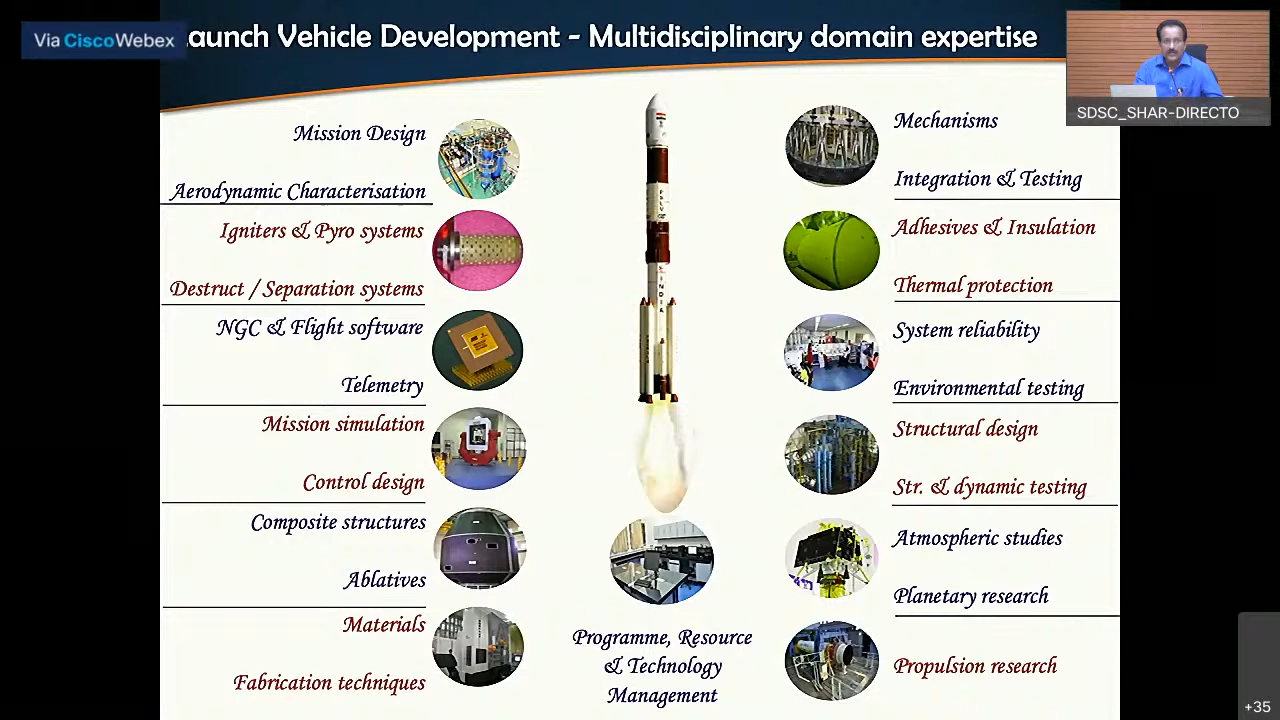 Via Cisco Webex
aunch Vehicle Development - Multidisciplinary domain expertise
SDSC_SHAR-DIRECTO
Mission Design
Aerodynamic Characterisation
Igniters & Pyro systems
Destruct / Separation systems
NGC & Flight software
Telemetry
Mission simulation
Control design
Composite structures
Ablatives
Materials
Fabrication techniques
INDIA
Programme, Resource
& Technology
Management
Mechanisms
Integration & Testing
Adhesives & Insulation
Thermal protection
System reliability
Environmental testing
Structural design
Str. & dynamic testing
Atmospheric studies
Planetary research
Propulsion research
+35